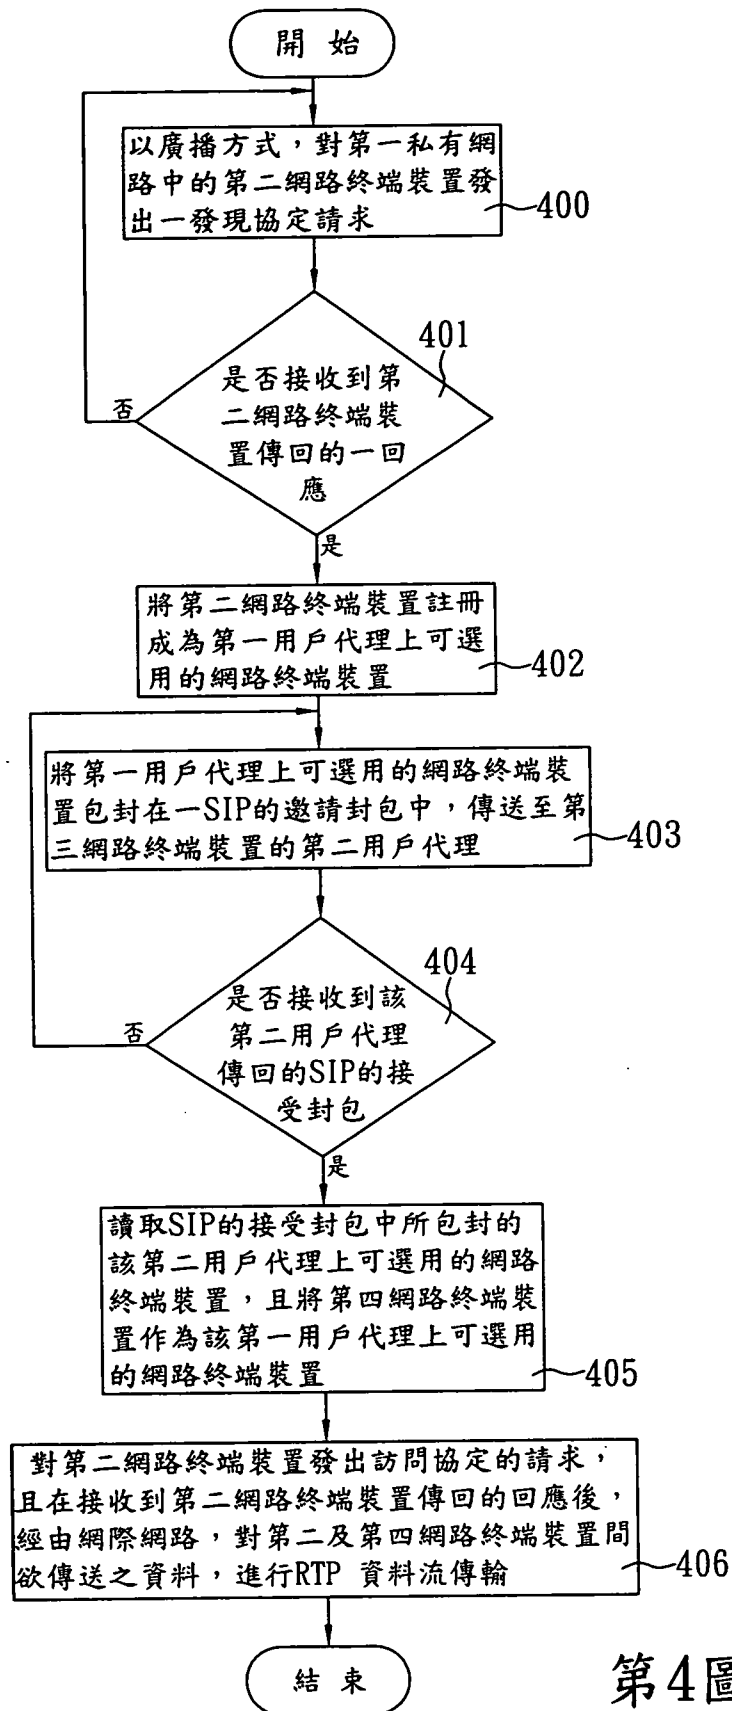 開始
以廣播方式，對第一私有網
路中的第二網路終端裝置發
出一發現協定請求
400
401
是否接收到第
二網路終端裝
置傳回的一回
應
否
是
將第二網路終端裝置註冊
成為第一用戶代理上可選
用的網路終端裝置
402
將第一用戶代理上可選用的網路終端裝
置包封在一SIP的邀請封包中，傳送至第
三網路終端裝置的第二用戶代理
403
404
是否接收到該
第二用戶代理
傳回的SIP的接
受封包
否
是
讀取SIP的接受封包中所包封的
該第二用戶代理上可選用的網路
終端裝置，且將第四網路終端裝
置作為該第一用戶代理上可選用
的網路終端裝置
405
對第二網路終端裝置發出訪問協定的請求，
且在接收到第二網路終端裝置傳回的回應後，
經由網際網路，對第二及第四網路終端裝置間
欲傳送之資料，進行RTP 資料流傳輸
406
結束
第4圖